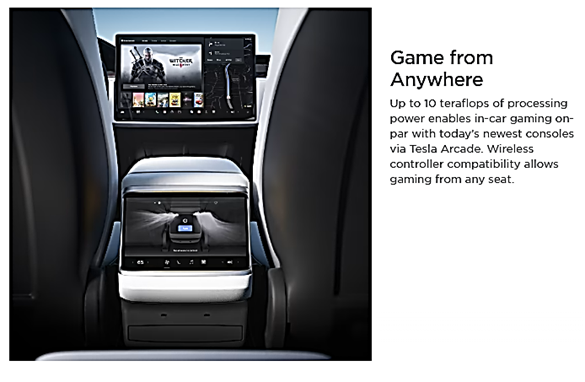 WITCHER
Game from
Anywhere
Up to 10 teraflops of processing
power enables in-car gaming on-
par with today's newest consoles
via Tesla Arcade. Wireless
controller compatibility allows
gaming from any seat.